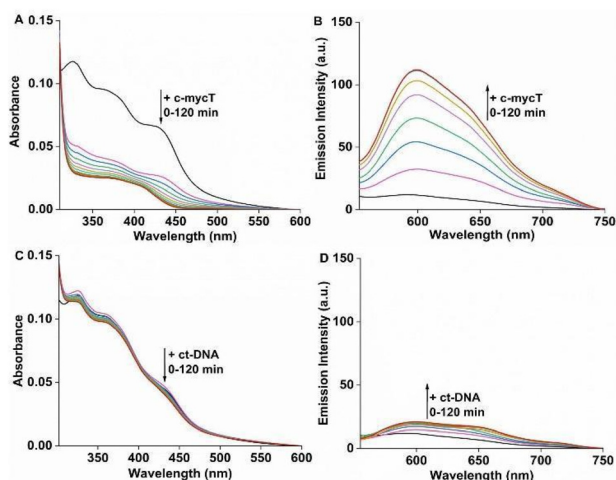 A
0.15
0.10
0.05
0.00
Absorbance
+ c-mycT
0-120 min
350 400 450 500 550 600
Wavelength (nm)
B
150
100
50
0
Emission Intensity (a.u.)
+ c-mycT
0-120 min
600 650 700 750
Wavelength (nm)
C
0.15
0.10
0.05
0.00
Absorbance
+ ct-DNA
0-120 min
350 400 450 500 550 600
Wavelength (nm)
D
150
100
50
0
Emission Intensity (a.u.)
+ ct-DNA
0-120 min
600 650 700 750
Wavelength (nm)